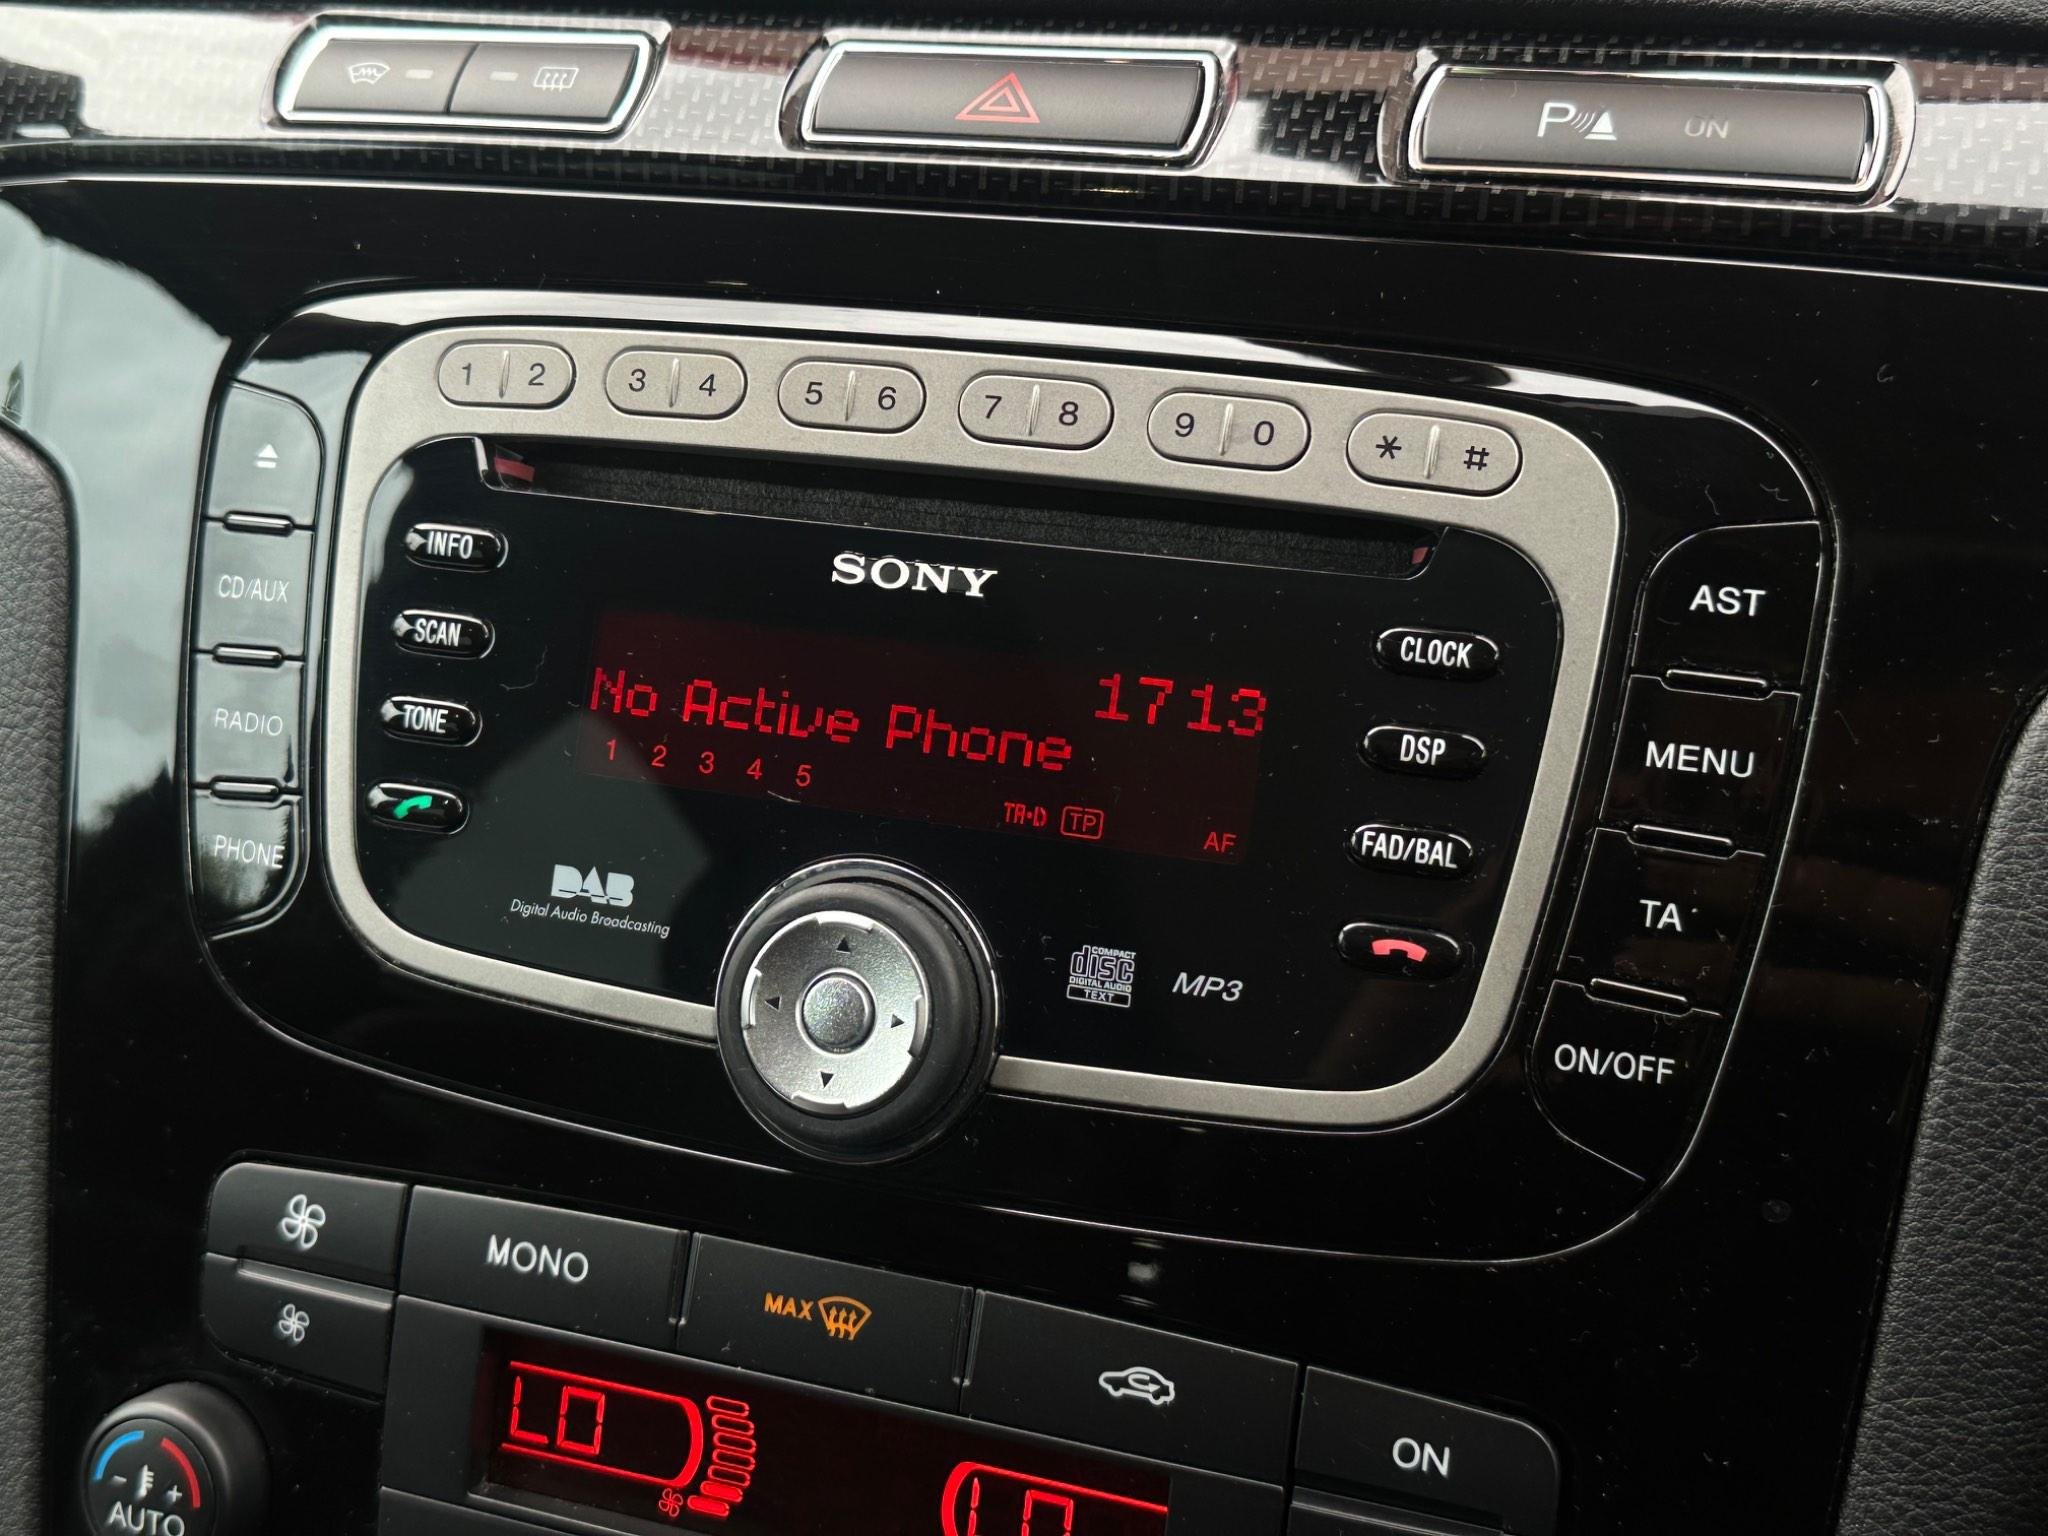 P ON
1 2 3 4 5 6 7 8 9 0 * #
INFO
CD/AUX
SCAN
RADIO
TONE
PHONE
SONY
No Active Phone 1713
1 2 3 4 5
TA·D TP AF
DAB
Digital Audio Broadcasting
COMPACT
disc
DIGITAL AUDIO
TEXT
MP3
CLOCK
DSP
FAD/BAL
AST
MENU
TA
ON/OFF
MONO
MAX
ON
LO
LO
- +
AUTO